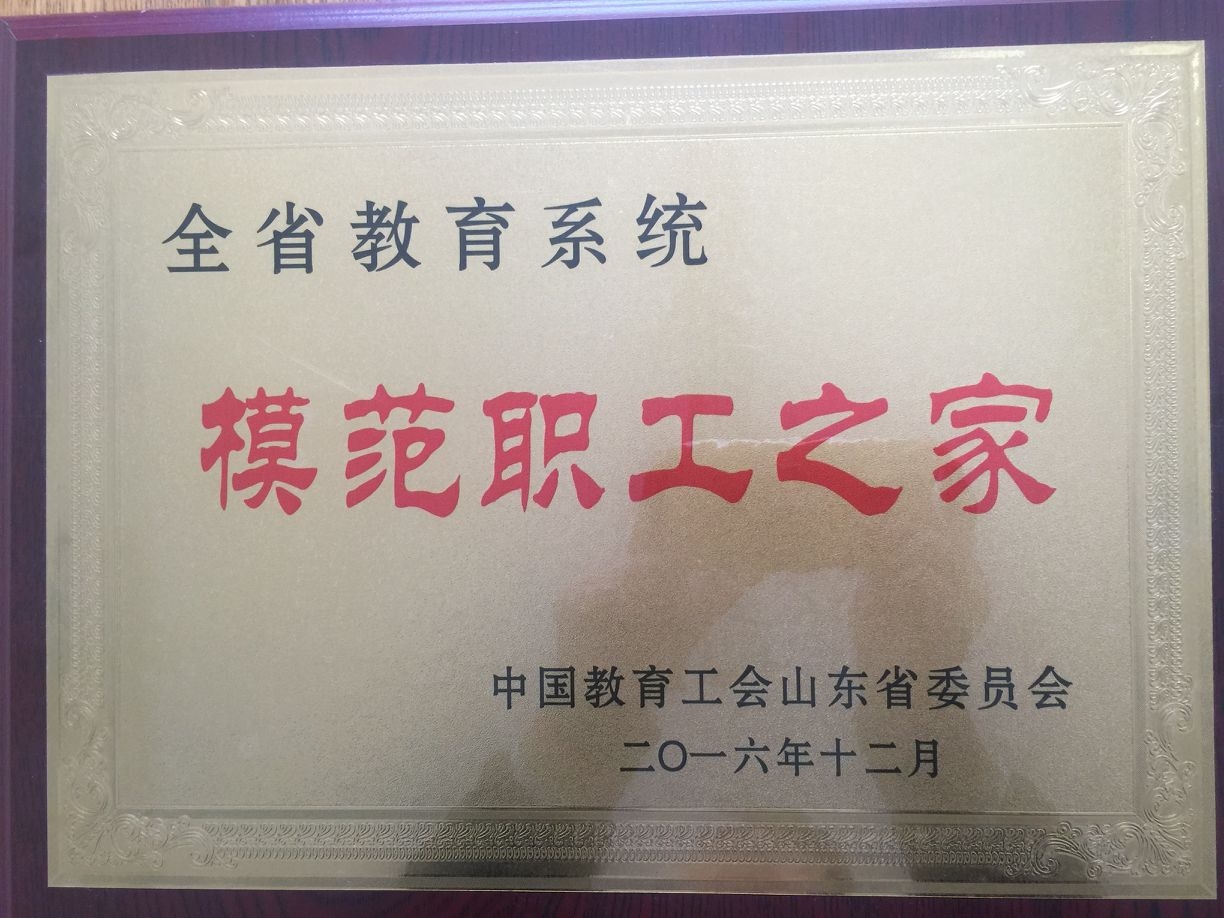 全省教育系统
模范职工之家
中国教育工会山东省委员会
二〇一六年十二月